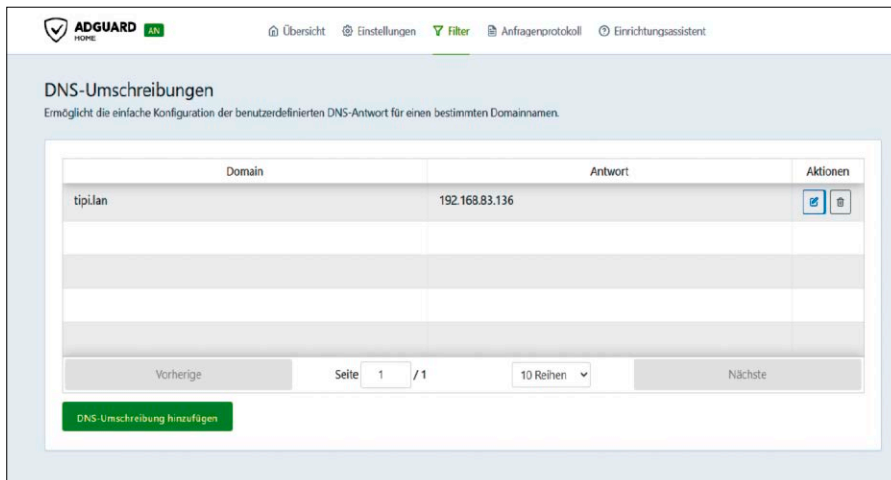 ADGUARD AN
HOME
Übersicht Einstellungen Filter Anfragenprotokoll Einrichtungsassistent
DNS-Umschreibungen
Ermöglicht die einfache Konfiguration der benutzerdefinierten DNS-Antwort für einen bestimmten Domainnamen.
Domain Antwort Aktionen
tipi.lan 192.168.83.136
Vorherige Seite 1 / 1 10 Reihen Nächste
DNS-Umschreibung hinzufügen